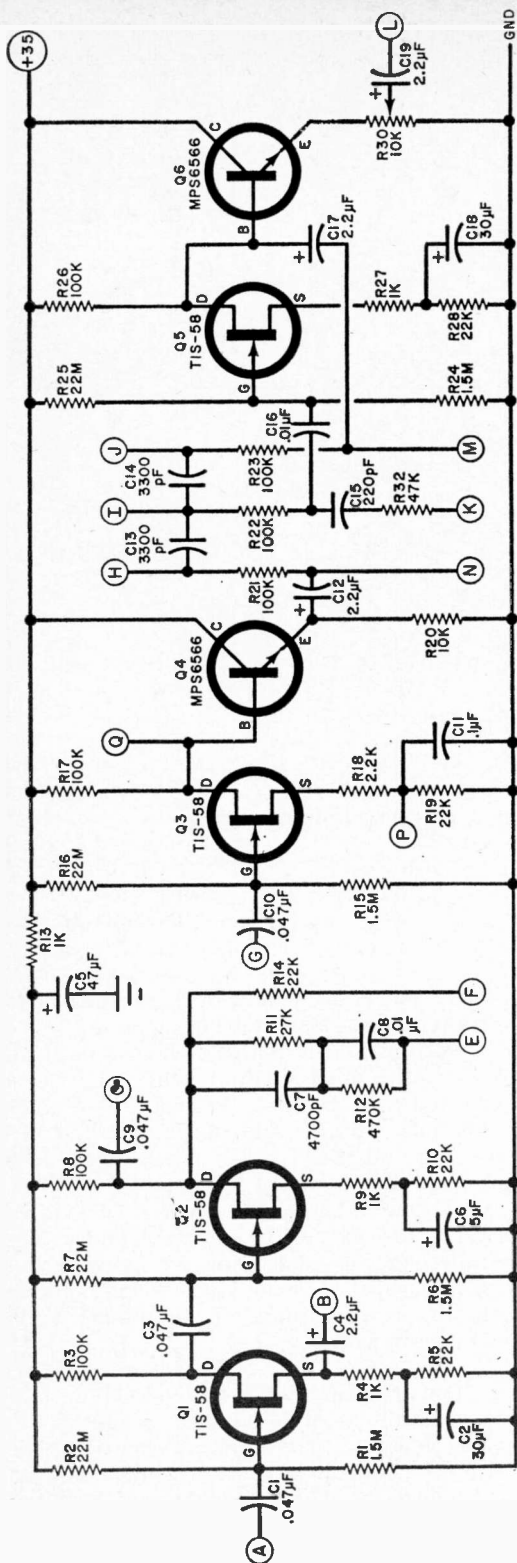 A
C1
.047µF
R2
22M
R1
1.5M
R3
100K
Q1
TIS-58
G
D
S
C2
30µF
R4
1K
R5
22K
C4
2.2µF
B
C3
.047µF
R7
22M
R6
1.5M
R8
100K
C9
.047µF
Q2
TIS-58
G
D
S
C6
5µF
R9
1K
R10
22K
C7
4700pF
R12
470K
R11
27K
C8
.01
µF
E
R14
22K
F
C5
47µF
R13
1K
G
C10
.047µF
R16
22M
R15
1.5M
R17
100K
Q
Q3
TIS-58
G
D
S
R18
2.2K
P
R19
22K
C11
.1µF
Q4
MPS6566
B
C
E
R20
10K
C12
2.2µF
H
R21
100K
N
C13
3300
pF
I
R22
100K
C15
220pF
R32
47K
K
C14
3300
pF
J
R23
100K
C16
.01µF
M
R25
22M
R24
1.5M
R26
100K
Q5
TIS-58
G
D
S
R27
1K
R28
22K
C18
30µF
C17
2.2µF
Q6
MPS6566
B
C
E
R30
10K
C19
2.2µF
L
+35
GND